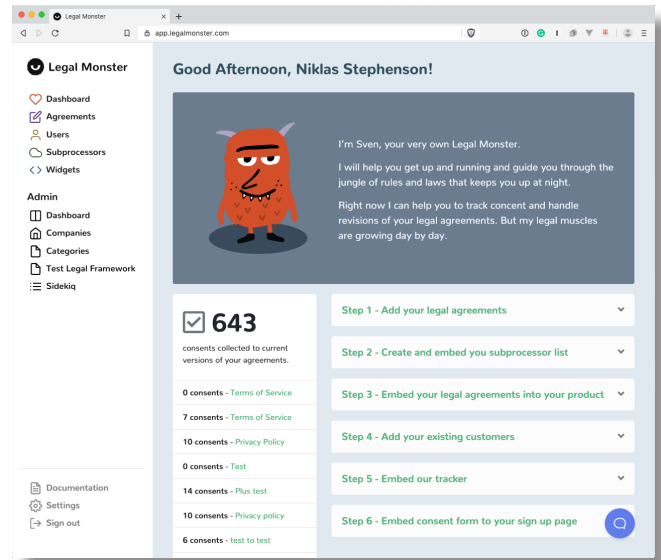 Legal Monster
app.legalmonster.com
Legal Monster
Dashboard
Agreements
Users
Subprocessors
Widgets
Admin
Dashboard
Companies
Categories
Test Legal Framework
Sidekiq
Documentation
Settings
Sign out
Good Afternoon, Niklas Stephenson!
I'm Sven, your very own Legal Monster.
I will help you get up and running and guide you through the
jungle of rules and laws that keeps you up at night.
Right now I can help you to track concent and handle
revisions of your legal agreements. But my legal muscles
are growing day by day.
643
consents collected to current
versions of your agreements.
0 consents - Terms of Service
7 consents - Terms of Service
10 consents - Privacy Policy
0 consents - Test
14 consents - Plus test
10 consents - Privacy policy
6 consents - test to test
Step 1 - Add your legal agreements
Step 2 - Create and embed you subprocessor list
Step 3 - Embed your legal agreements into your product
Step 4 - Add your existing customers
Step 5 - Embed our tracker
Step 6 - Embed consent form to your sign up page